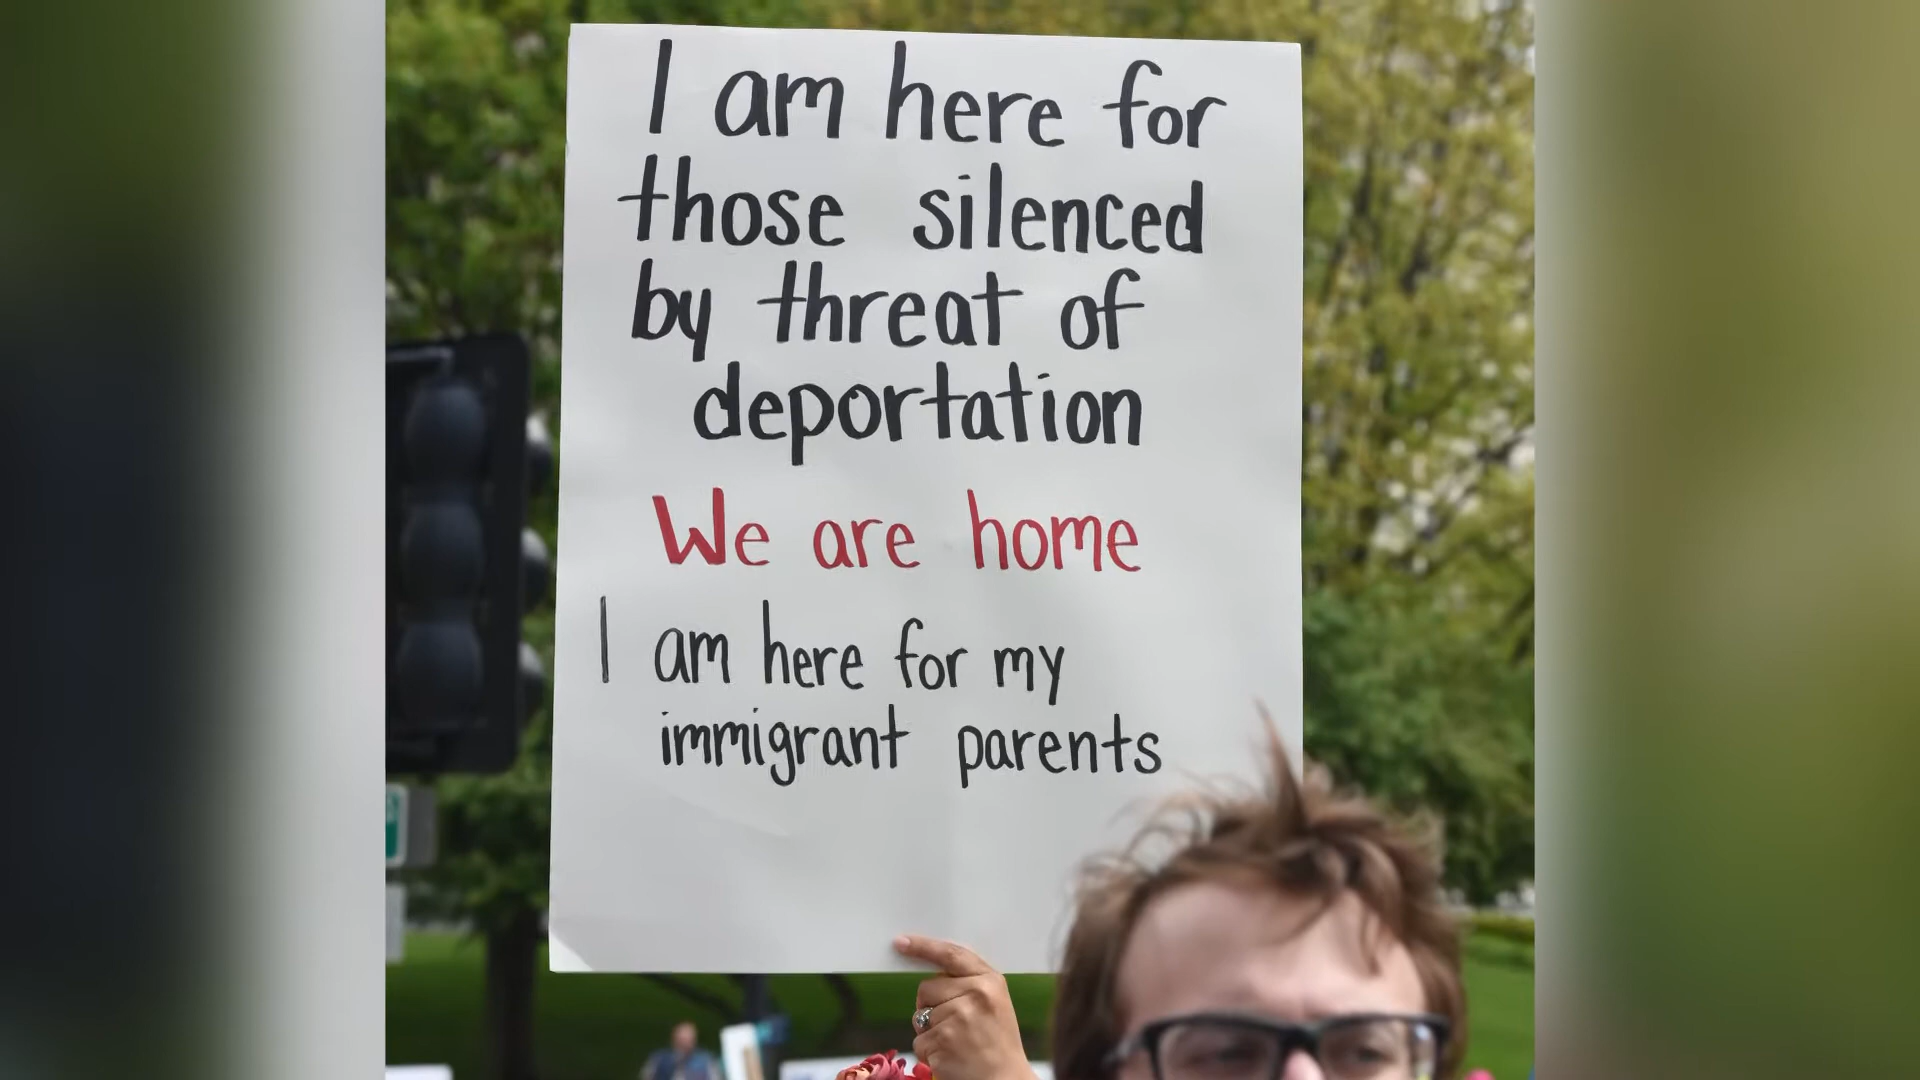 I am here for
those silenced
by threat of
deportation
We are home
I am here for my
immigrant parents